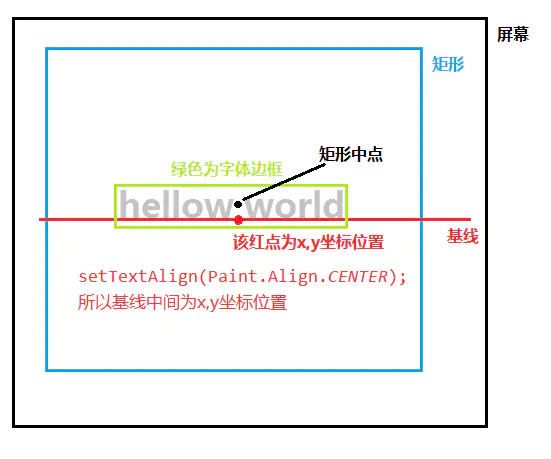 屏幕
矩形
矩形中点
绿色为字体边框
hellow world
该红点为x,y坐标位置
基线
setTextAlign(Paint.Align.CENTER);
所以基线中间为x,y坐标位置